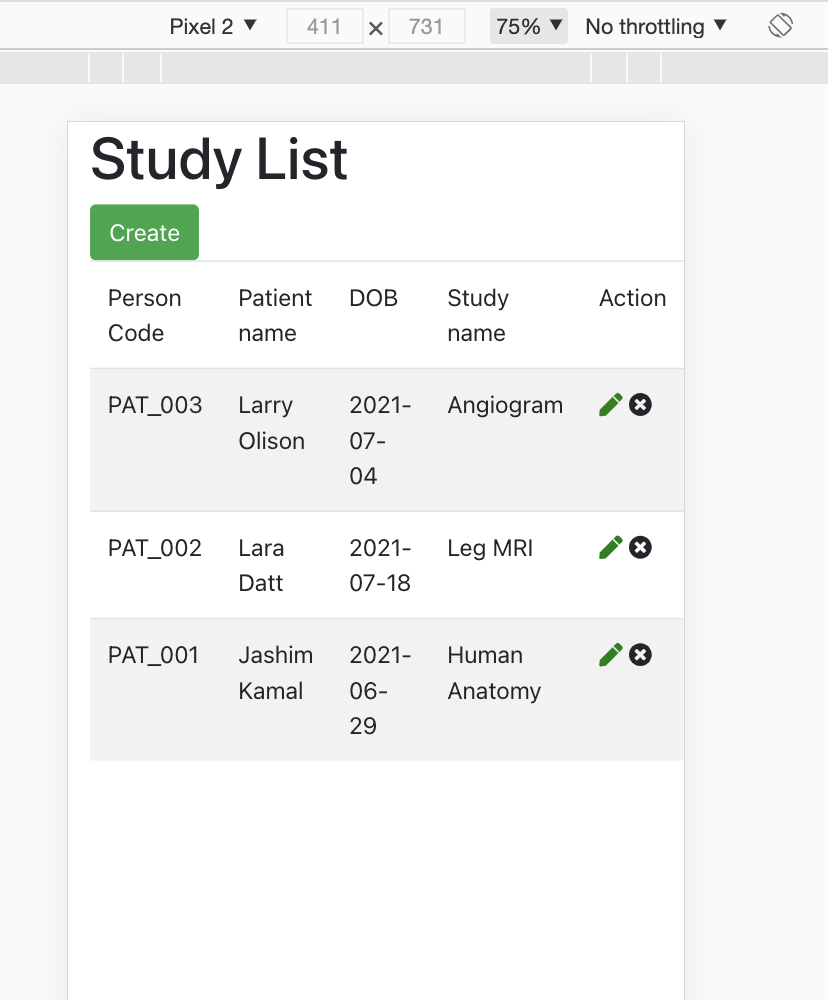 Pixel 2 ▼ 411 × 731 75% ▼ No throttling ▼
Study List
Create
Person Code Patient name DOB Study name Action
PAT_003 Larry Olison 2021-07-04 Angiogram
PAT_002 Lara Datt 2021-07-18 Leg MRI
PAT_001 Jashim Kamal 2021-06-29 Human Anatomy